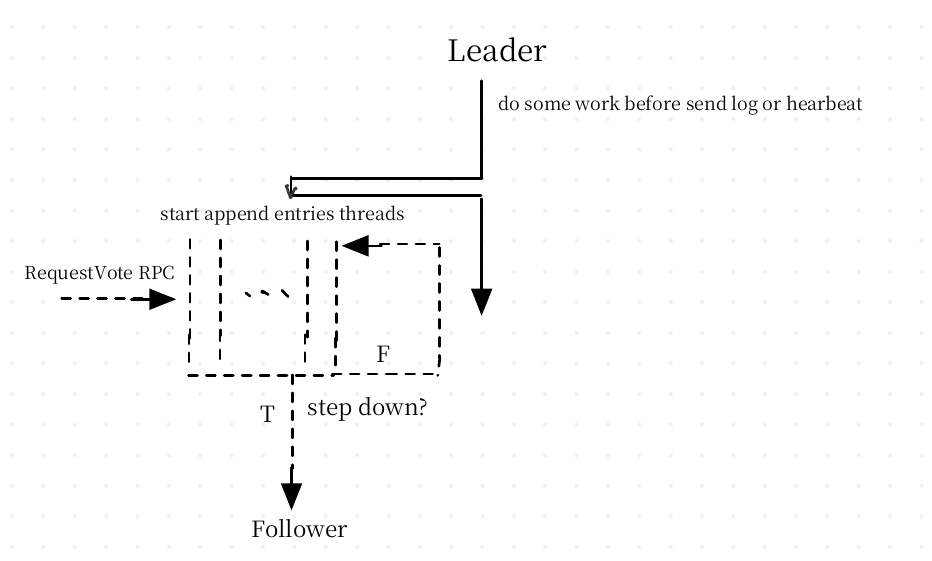 Leader
do some work before send log or hearbeat
start append entries threads
RequestVote RPC
F
T
step down?
Follower